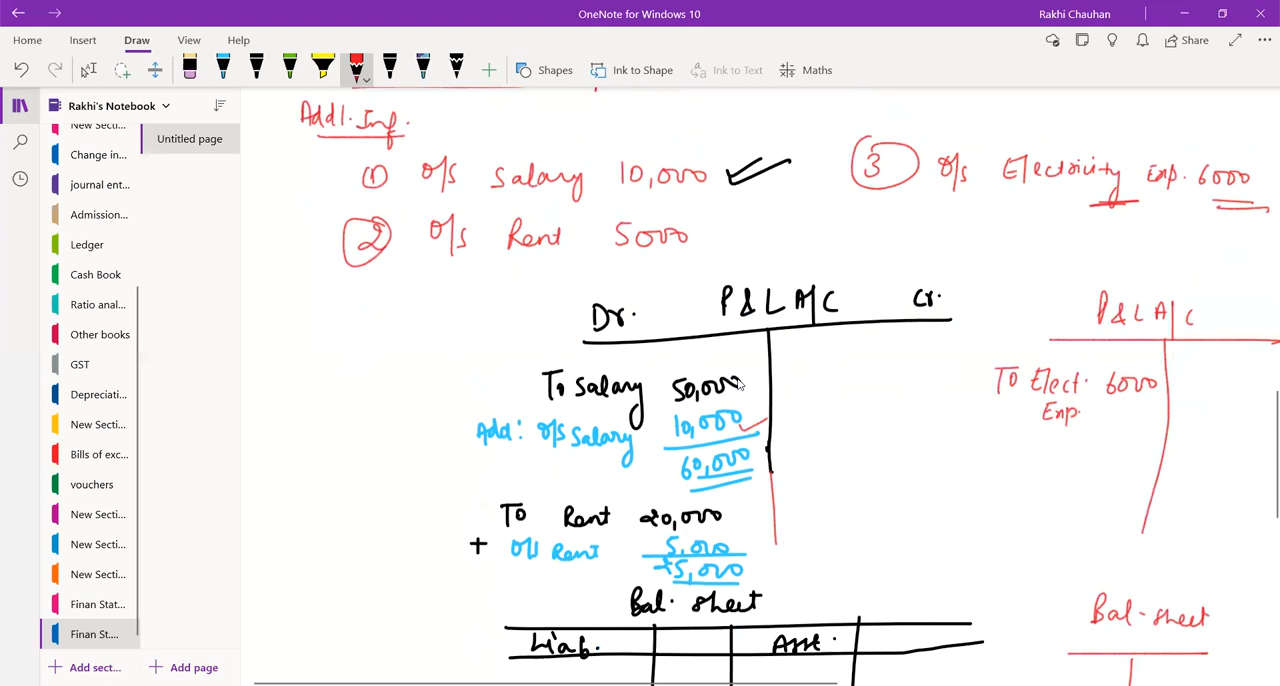 OneNote for Windows 10
Rakhi Chauhan
Home Insert Draw View Help
Share
Shapes Ink to Shape Ink to Text Maths
Rakhi's Notebook
Untitled page
New Secti...
Change in...
journal ent...
Admission...
Ledger
Cash Book
Ratio anal...
Other books
GST
Depreciati...
New Secti...
Bills of exc...
vouchers
New Secti...
New Secti...
New Secti...
Finan Stat...
Finan St....
Add sect... Add page
Addl. Inf.
① O/s Salary 10,000
② O/s Rent 5000
③ O/s Electricity Exp. 6000
Dr. P & L A/C Cr.
To Salary 50,000
Add: O/s Salary 10,000
60,000
To Rent 20,000
+ O/s Rent 5,000
5,000
Bal. Sheet
Liab. Asst.
P & L A/C
To Elect. 6000
Exp.
Bal. Sheet